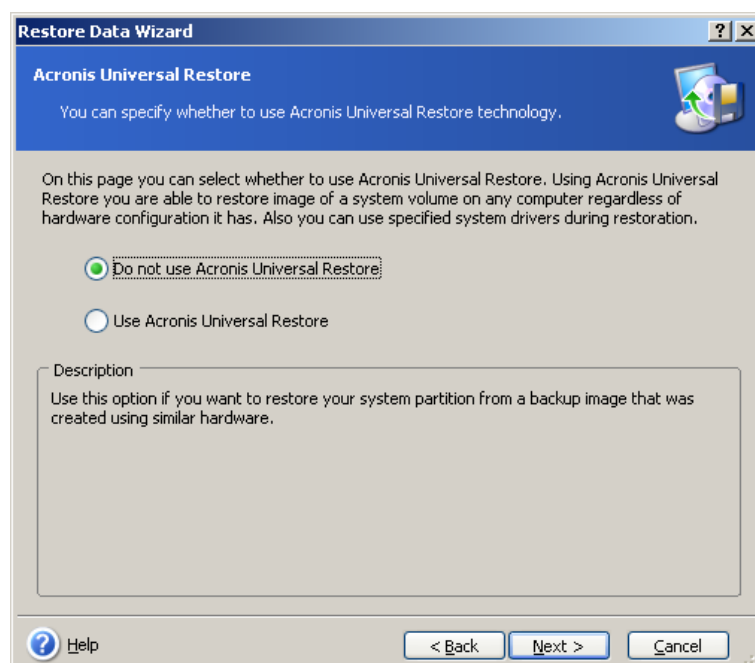 Restore Data Wizard
Acronis Universal Restore
You can specify whether to use Acronis Universal Restore technology.
On this page you can select whether to use Acronis Universal Restore. Using Acronis Universal
Restore you are able to restore image of a system volume on any computer regardless of
hardware configuration it has. Also you can use specified system drivers during restoration.
Do not use Acronis Universal Restore
Use Acronis Universal Restore
Description
Use this option if you want to restore your system partition from a backup image that was
created using similar hardware.
Help
< Back
Next >
Cancel